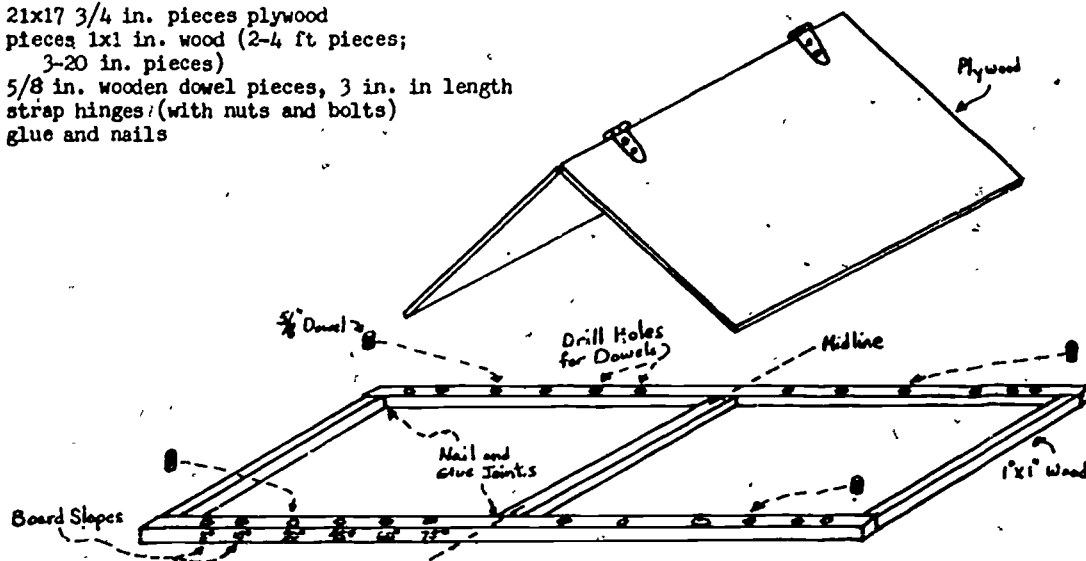 21x17 3/4 in. pieces plywood
pieces 1x1 in. wood (2-4 ft pieces;
3-20 in. pieces)
5/8 in. wooden dowel pieces, 3 in. in length
strap hinges (with nuts and bolts)
glue and nails
Plywood
5/8" Dowel
Drill Holes
for Dowels
Midline
Nail and
Glue Joints
1"x1" Wood
Board Slopes
75°